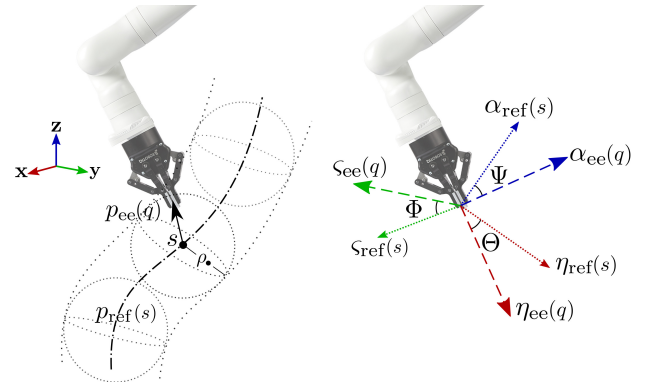 z
x
y
p_ee(q)
s
ρ•
p_ref(s)
α_ref(s)
α_ee(q)
ς_ee(q)
Ψ
Φ
ς_ref(s)
Θ
η_ref(s)
η_ee(q)